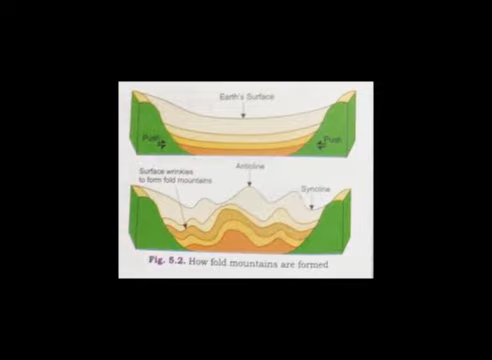 Earth's Surface
Push
Push
Surface wrinkles
to form fold mountains
Anticline
Syncline
Fig. 5.2. How fold mountains are formed